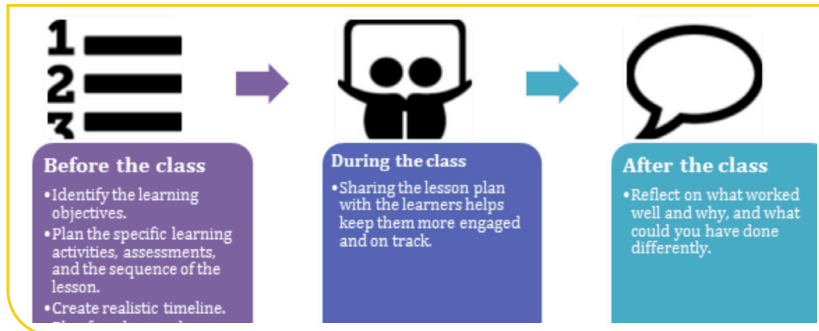 1
2
3
Before the class
•Identify the learning
objectives.
•Plan the specific learning
activities, assessments,
and the sequence of the
lesson.
•Create realistic timeline.
During the class
•Sharing the lesson plan
with the learners helps
keep them more engaged
and on track.
After the class
•Reflect on what worked
well and why, and what
could you have done
differently.